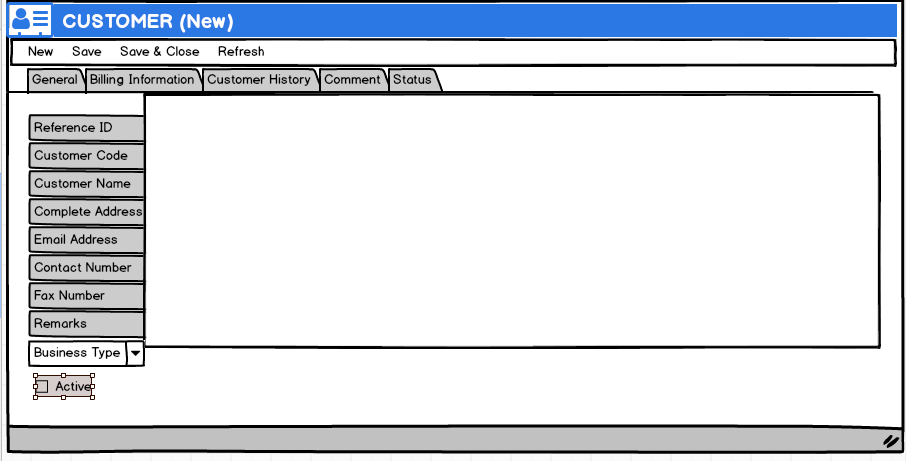 CUSTOMER (New)
New Save Save & Close Refresh
General Billing Information Customer History Comment Status
Reference ID
Customer Code
Customer Name
Complete Address
Email Address
Contact Number
Fax Number
Remarks
Business Type
Active